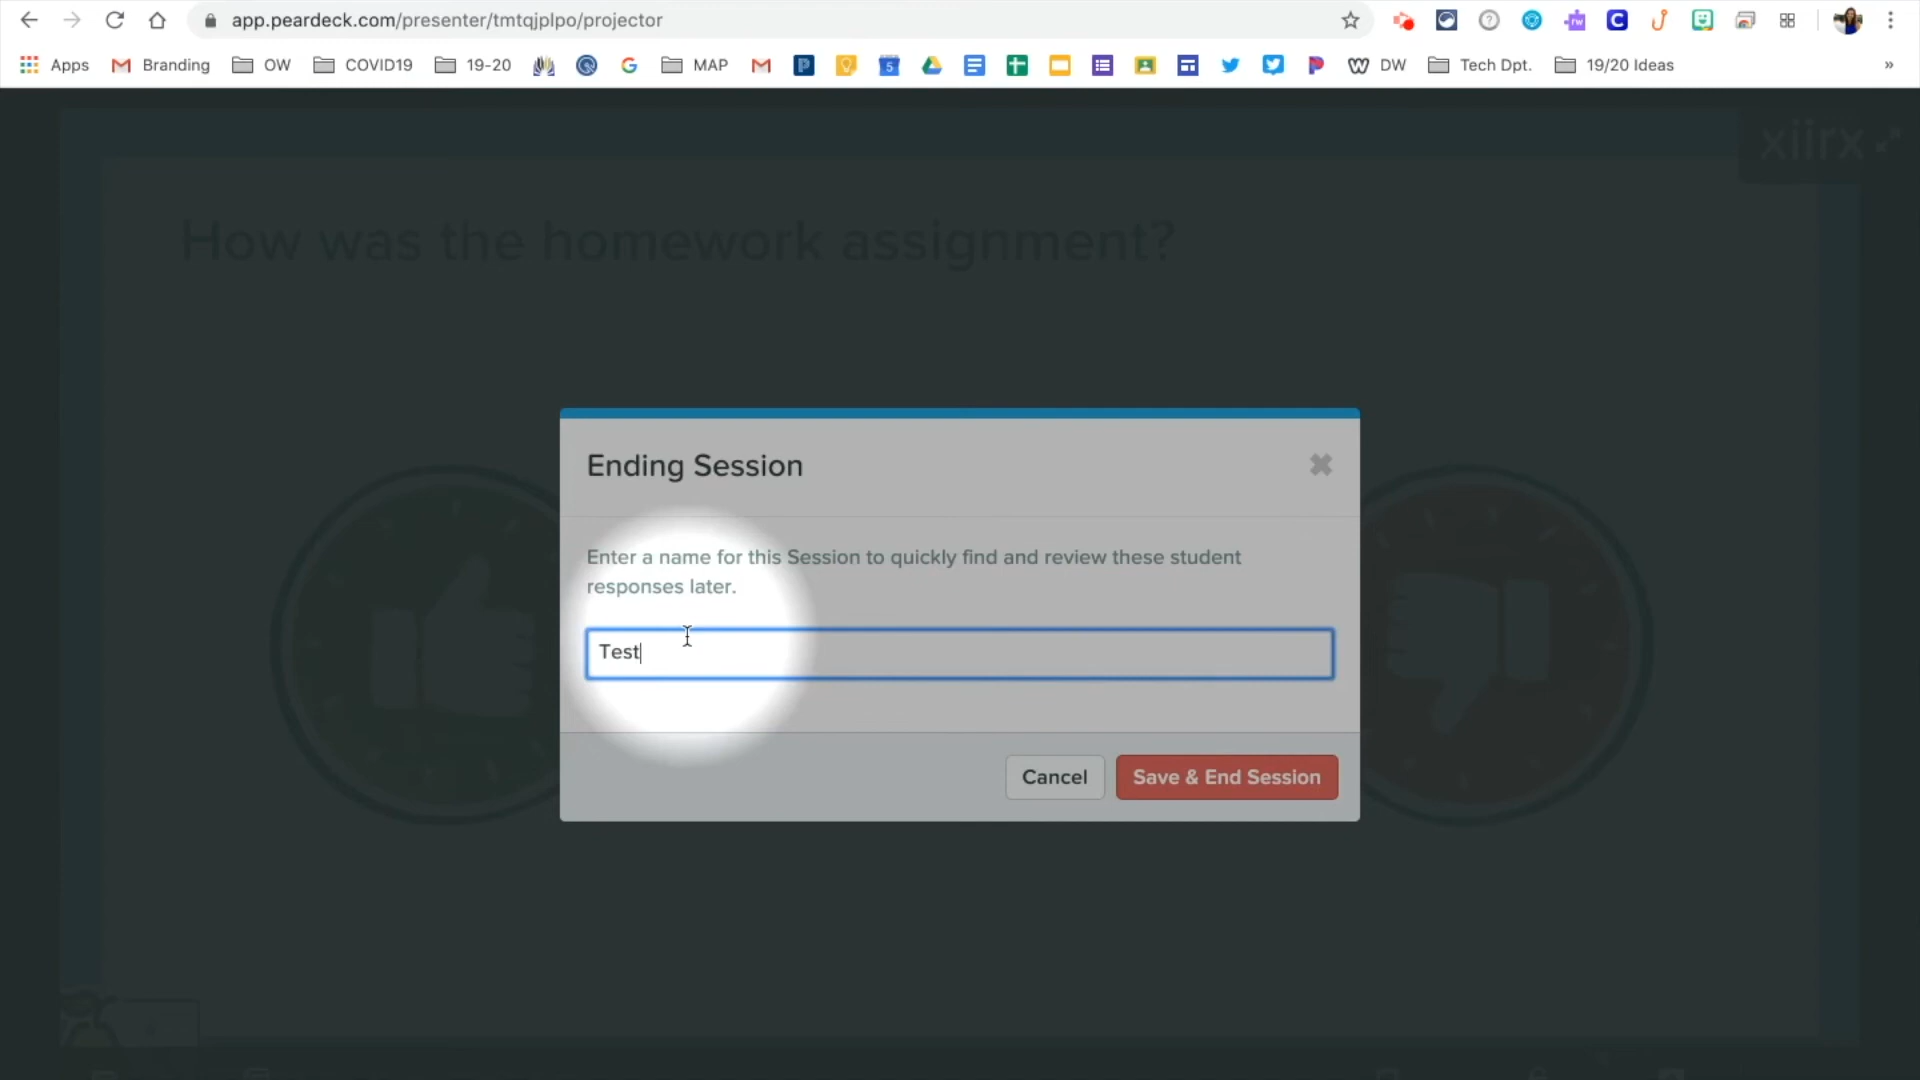 app.peardeck.com/presenter/tmtqjplpo/projector
Apps Branding OW COVID19 19-20 MAP DW Tech Dpt. 19/20 Ideas »
xiirx
How was the homework assignment?
Ending Session
Enter a name for this Session to quickly find and review these student
responses later.
Test
Cancel Save & End Session